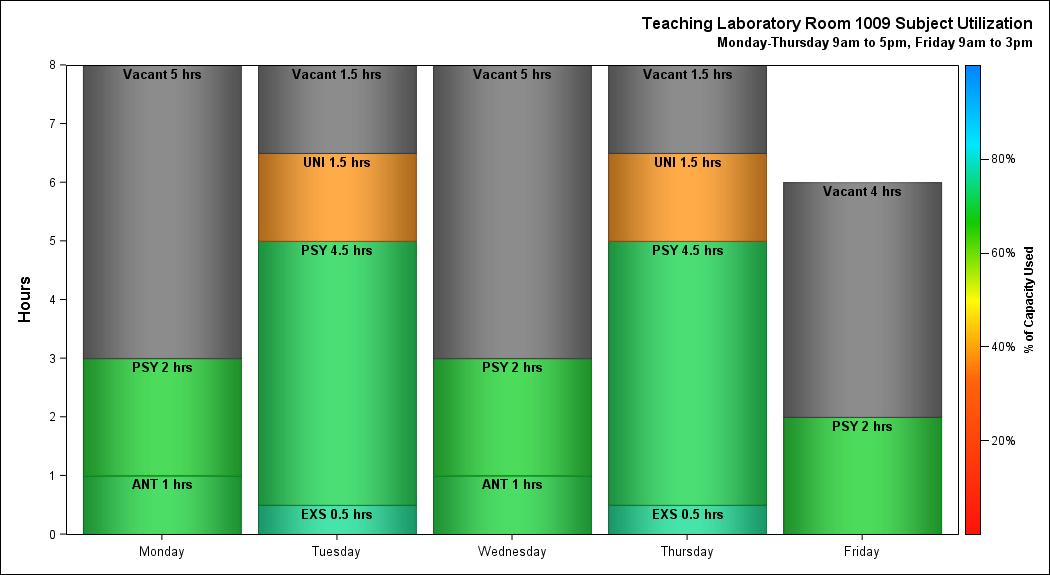 Teaching Laboratory Room 1009 Subject Utilization
Monday-Thursday 9am to 5pm, Friday 9am to 3pm
Hours
8
7
6
5
4
3
2
1
0
Vacant 5 hrs
PSY 2 hrs
ANT 1 hrs
Vacant 1.5 hrs
UNI 1.5 hrs
PSY 4.5 hrs
EXS 0.5 hrs
Vacant 5 hrs
PSY 2 hrs
ANT 1 hrs
Vacant 1.5 hrs
UNI 1.5 hrs
PSY 4.5 hrs
EXS 0.5 hrs
Vacant 4 hrs
PSY 2 hrs
Monday Tuesday Wednesday Thursday Friday
80%
60%
40%
20%
% of Capacity Used